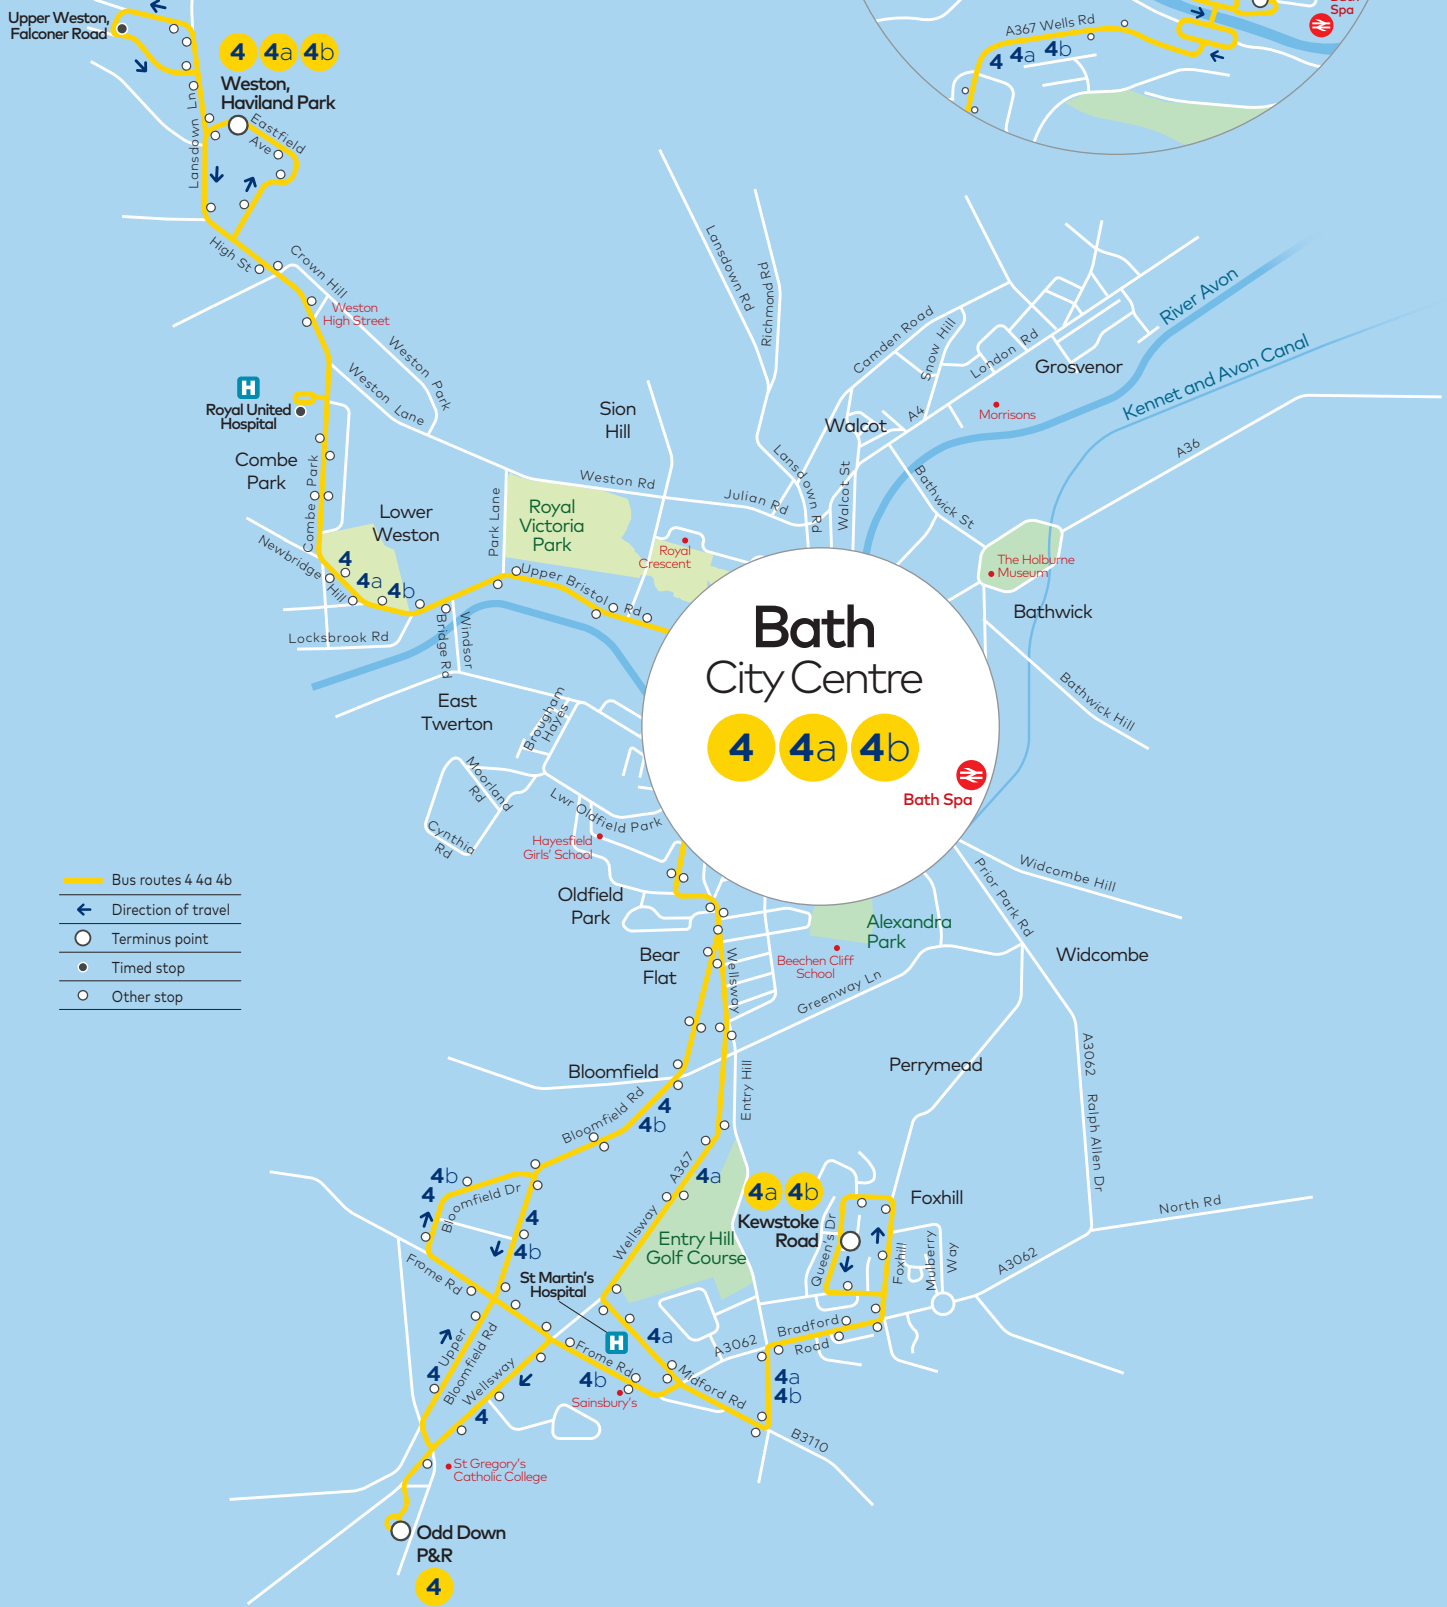 Upper Weston,
Falconer Road
4 4a 4b
Weston,
Haviland Park
Lansdown Ln
Eastfield
Ave
High St
Crown Hill
Weston
High Street
Weston Park
Weston Lane
H
Royal United
Hospital
Combe
Park
Combe Park
Lower
Weston
Newbridge
Hill
4
4a
4b
Locksbrook Rd
Windsor
Bridge Rd
East
Twerton
Park Lane
Royal
Victoria
Park
Upper Bristol Rd
Weston Rd
Sion
Hill
Julian Rd
Royal
Crescent
Lansdown Rd
Richmond Rd
Lansdown Rd
A367 Wells Rd
4 4a 4b
Bath
Spa
Camden Road
Snow Hill
London Rd
Grosvenor
River Avon
Kennet and Avon Canal
Morrisons
Walcot
A4
Walcot St
Bathwick St
A36
The Holburne
Museum
Bathwick
Bathwick Hill
Bath
City Centre
4 4a 4b
Bath Spa
Brougham
Hayes
Moorland
Rd
Cynthia
Rd
Lwr Oldfield Park
Hayesfield
Girls' School
Oldfield
Park
Bear
Flat
Wellsway
Alexandra
Park
Beechen Cliff
School
Greenway Ln
Prior Park Rd
Widcombe Hill
Widcombe
Perrymead
A3062 Ralph Allen Dr
Bus routes 4 4a 4b
Direction of travel
Terminus point
Timed stop
Other stop
Bloomfield
Bloomfield Rd
4
4b
Entry Hill
A367
4a
Wellsway
Entry Hill
Golf Course
4b
4
Bloomfield Dr
4
4b
Frome Rd
St Martin's
Hospital
H
4a 4b
Kewstoke
Road
Queen's Dr
Foxhill
Foxhill
Mulberry
Way
North Rd
A3062
A3062
Bradford
Road
4a
4b
4a
Midford Rd
B3110
Frome Rd
4b
Sainsbury's
Upper
Bloomfield Rd
4
Wellsway
4
St Gregory's
Catholic College
Odd Down
P&R
4